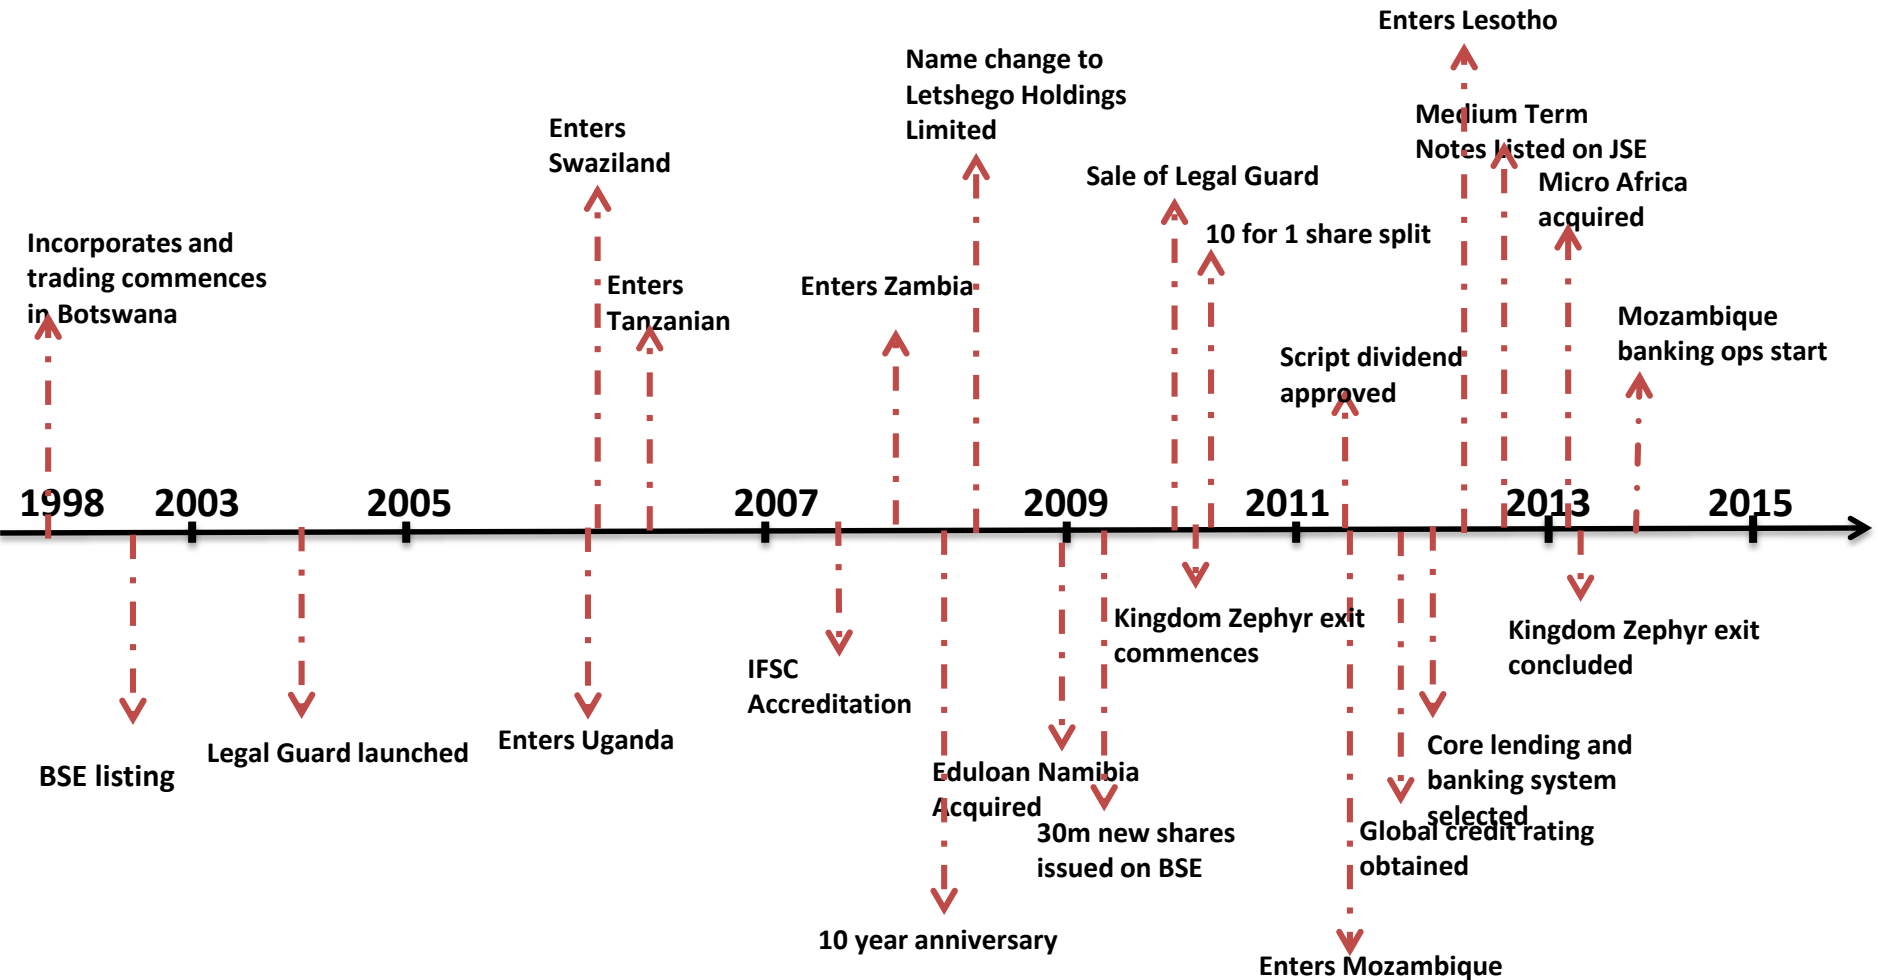 Enters Lesotho
Name change to
Letshego Holdings
Limited
Medium Term
Notes Listed on JSE
Enters
Swaziland
Sale of Legal Guard
Micro Africa
acquired
10 for 1 share split
Incorporates and
trading commences
in Botswana
Enters
Tanzanian
Enters Zambia
Mozambique
banking ops start
Script dividend
approved
1998
2003
2005
2007
2009
2011
2013
2015
Kingdom Zephyr exit
commences
Kingdom Zephyr exit
concluded
IFSC
Accreditation
Enters Uganda
Legal Guard launched
BSE listing
Eduloan Namibia
Acquired
Core lending and
banking system
selected
30m new shares
issued on BSE
Global credit rating
obtained
10 year anniversary
Enters Mozambique